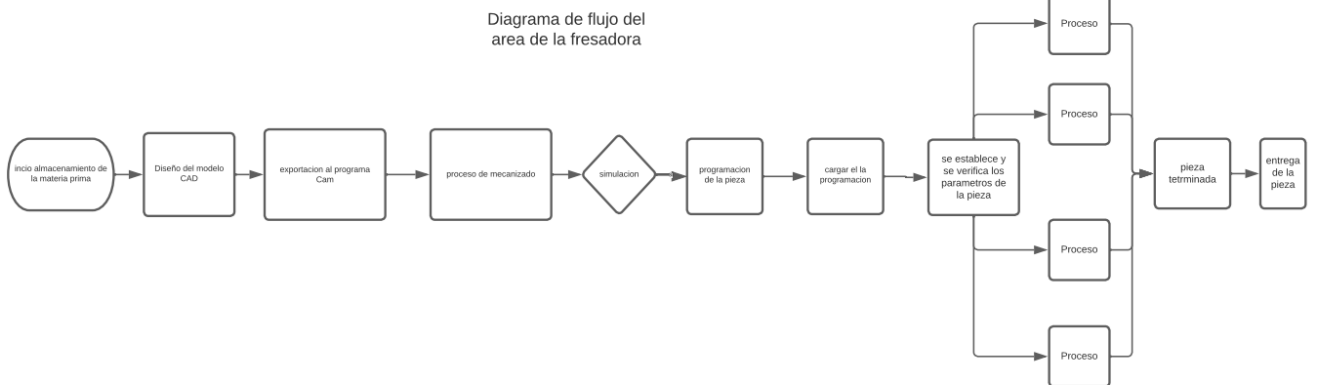 Diagrama de flujo del
area de la fresadora
incio almacenamiento de
la materia prima
Diseño del modelo
CAD
exportacion al programa
Cam
proceso de mecanizado
simulacion
programacion
de la pieza
cargar el la
programacion
se establece y
se verifica los
parametros de
la pieza
Proceso
Proceso
Proceso
Proceso
pieza
tetrminada
entrega
de la
pieza